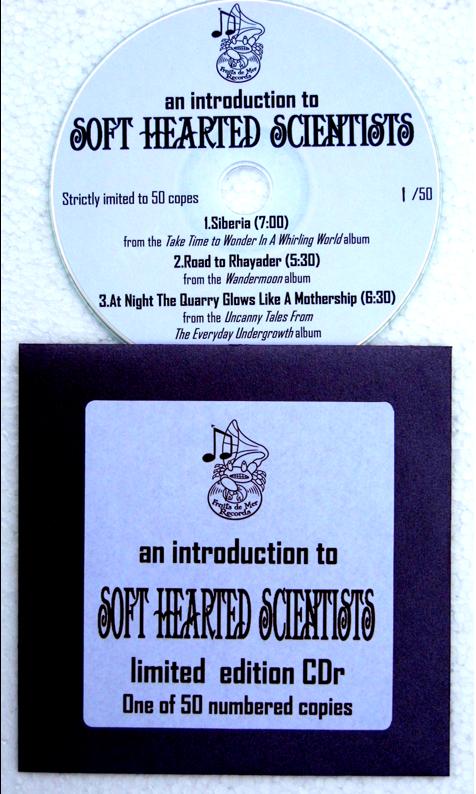 Fruits de Mer
Records
an introduction to
SOFT HEARTED SCIENTISTS
Strictly imited to 50 copes
1 /50
1.Siberia (7:00)
from the Take Time to Wonder In A Whirling World album
2.Road to Rhayader (5:30)
from the Wandermoon album
3.At Night The Quarry Glows Like A Mothership (6:30)
from the Uncanny Tales From
The Everyday Undergrowth album
Fruits de Mer
Records
an introduction to
SOFT HEARTED SCIENTISTS
limited edition CDr
One of 50 numbered copies